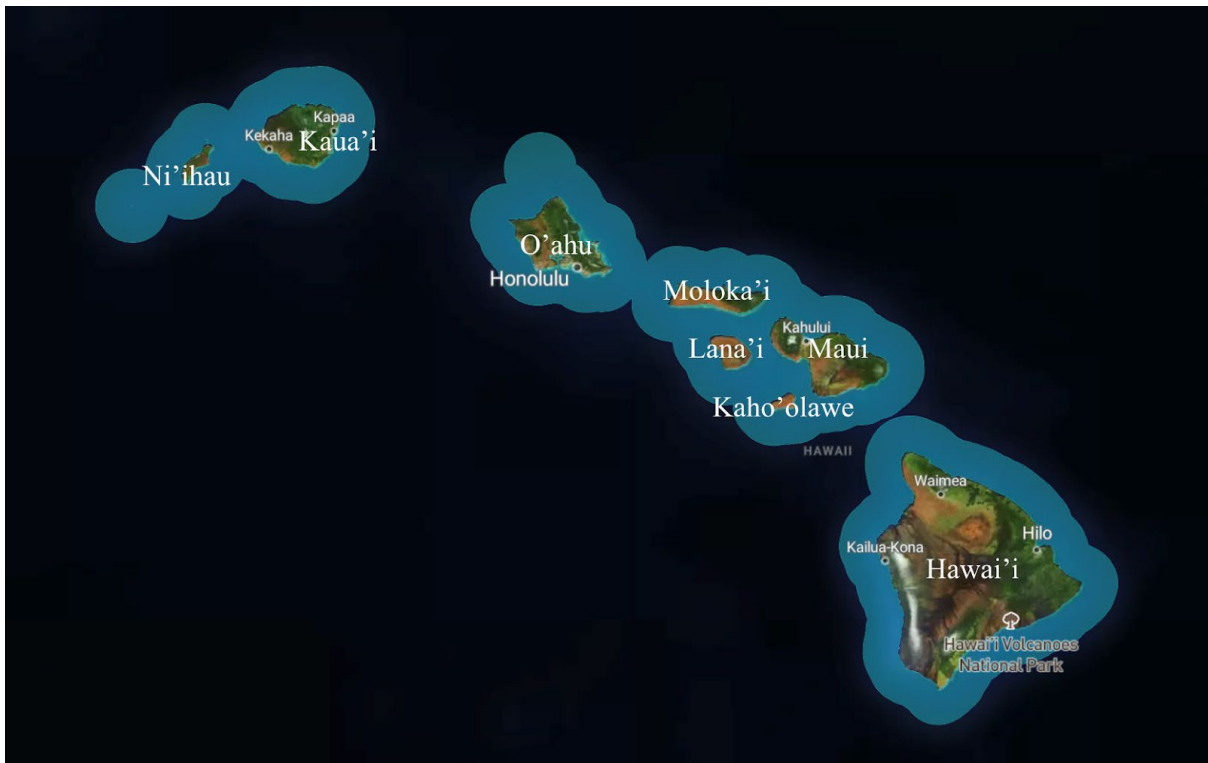 Kapaa
Kekaha
Kaua’i
Ni’ihau
O’ahu
Honolulu
Moloka’i
Kahului
Lana’i
Maui
Kaho’olawe
HAWAII
Waimea
Hilo
Kailua-Kona
Hawai’i
Hawai'i Volcanoes
National Park